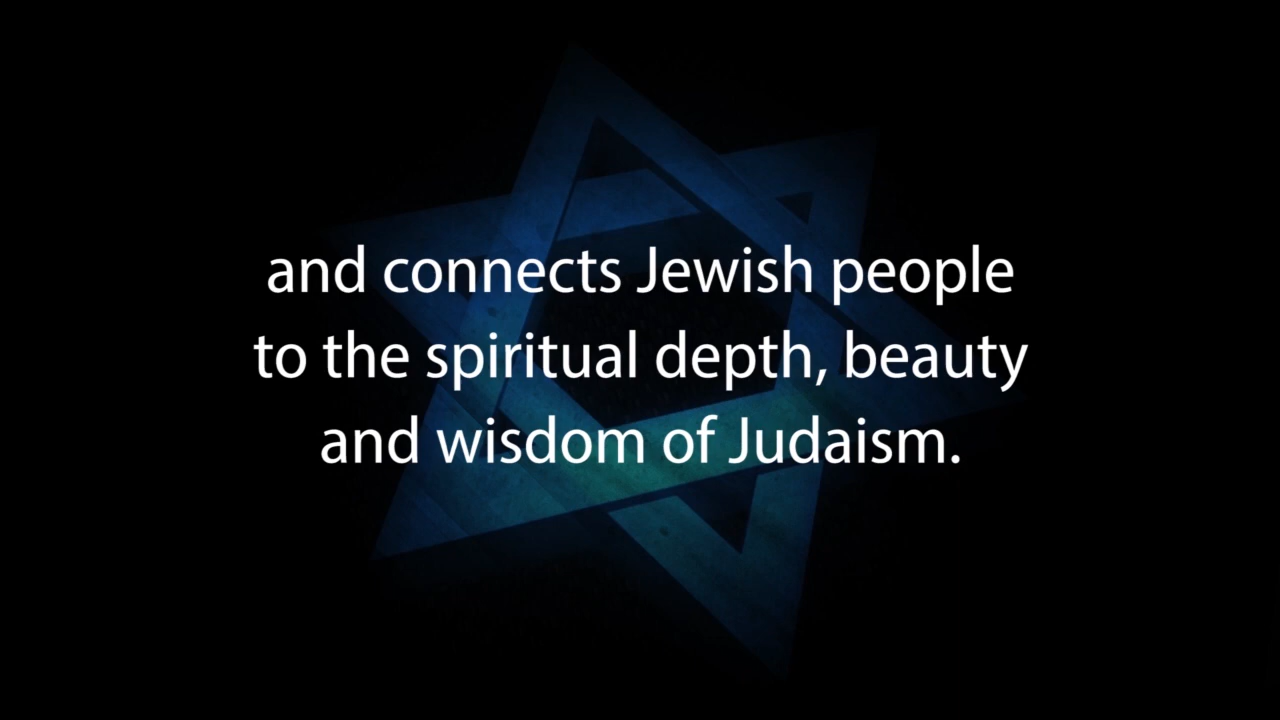 and connects Jewish people
to the spiritual depth, beauty
and wisdom of Judaism.